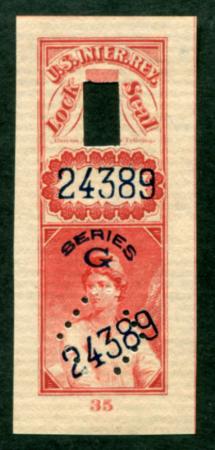 U.S. INTER. REV.
Lock Seal
24389
SERIES
G
24389
35